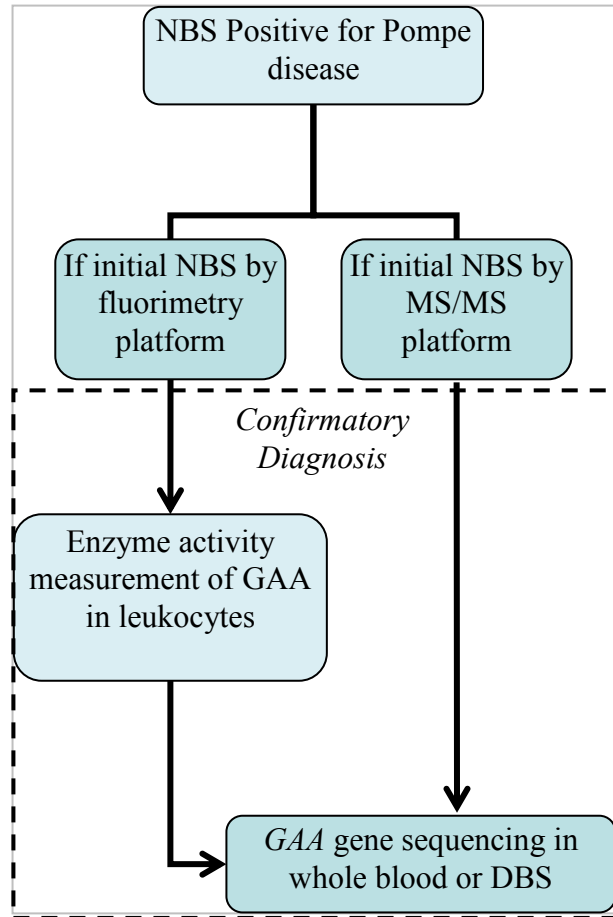 NBS Positive for Pompe
disease
If initial NBS by
fluorimetry
platform
If initial NBS by
MS/MS
platform
Confirmatory
Diagnosis
Enzyme activity
measurement of GAA
in leukocytes
GAA gene sequencing in
whole blood or DBS